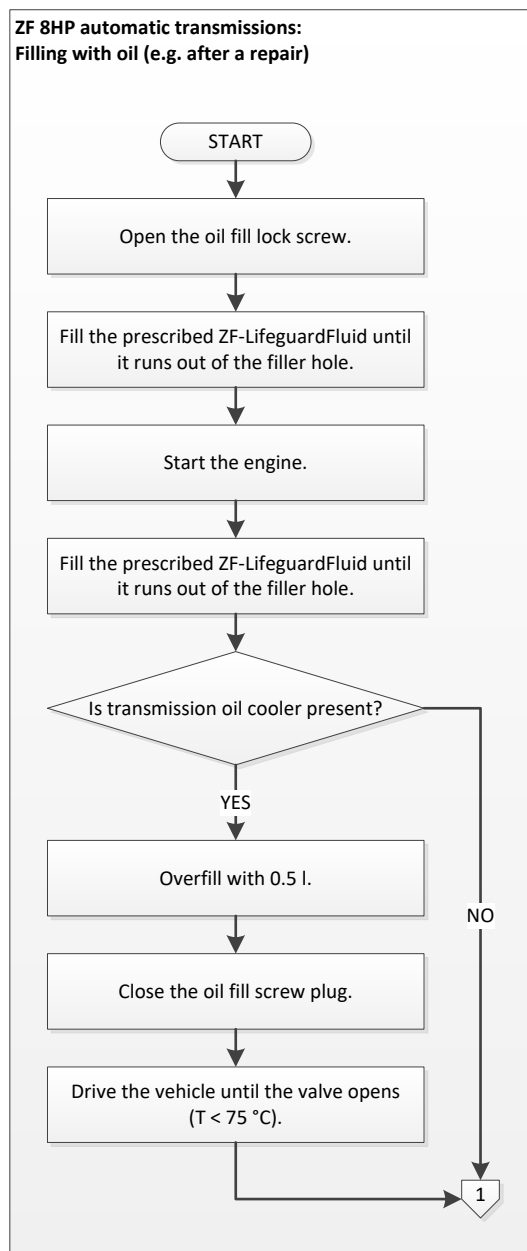 ZF 8HP automatic transmissions:
Filling with oil (e.g. after a repair)
START
Open the oil fill lock screw.
Fill the prescribed ZF-LifeguardFluid until
it runs out of the filler hole.
Start the engine.
Fill the prescribed ZF-LifeguardFluid until
it runs out of the filler hole.
Is transmission oil cooler present?
YES
Overfill with 0.5 l.
NO
Close the oil fill screw plug.
Drive the vehicle until the valve opens
(T < 75 °C).
1